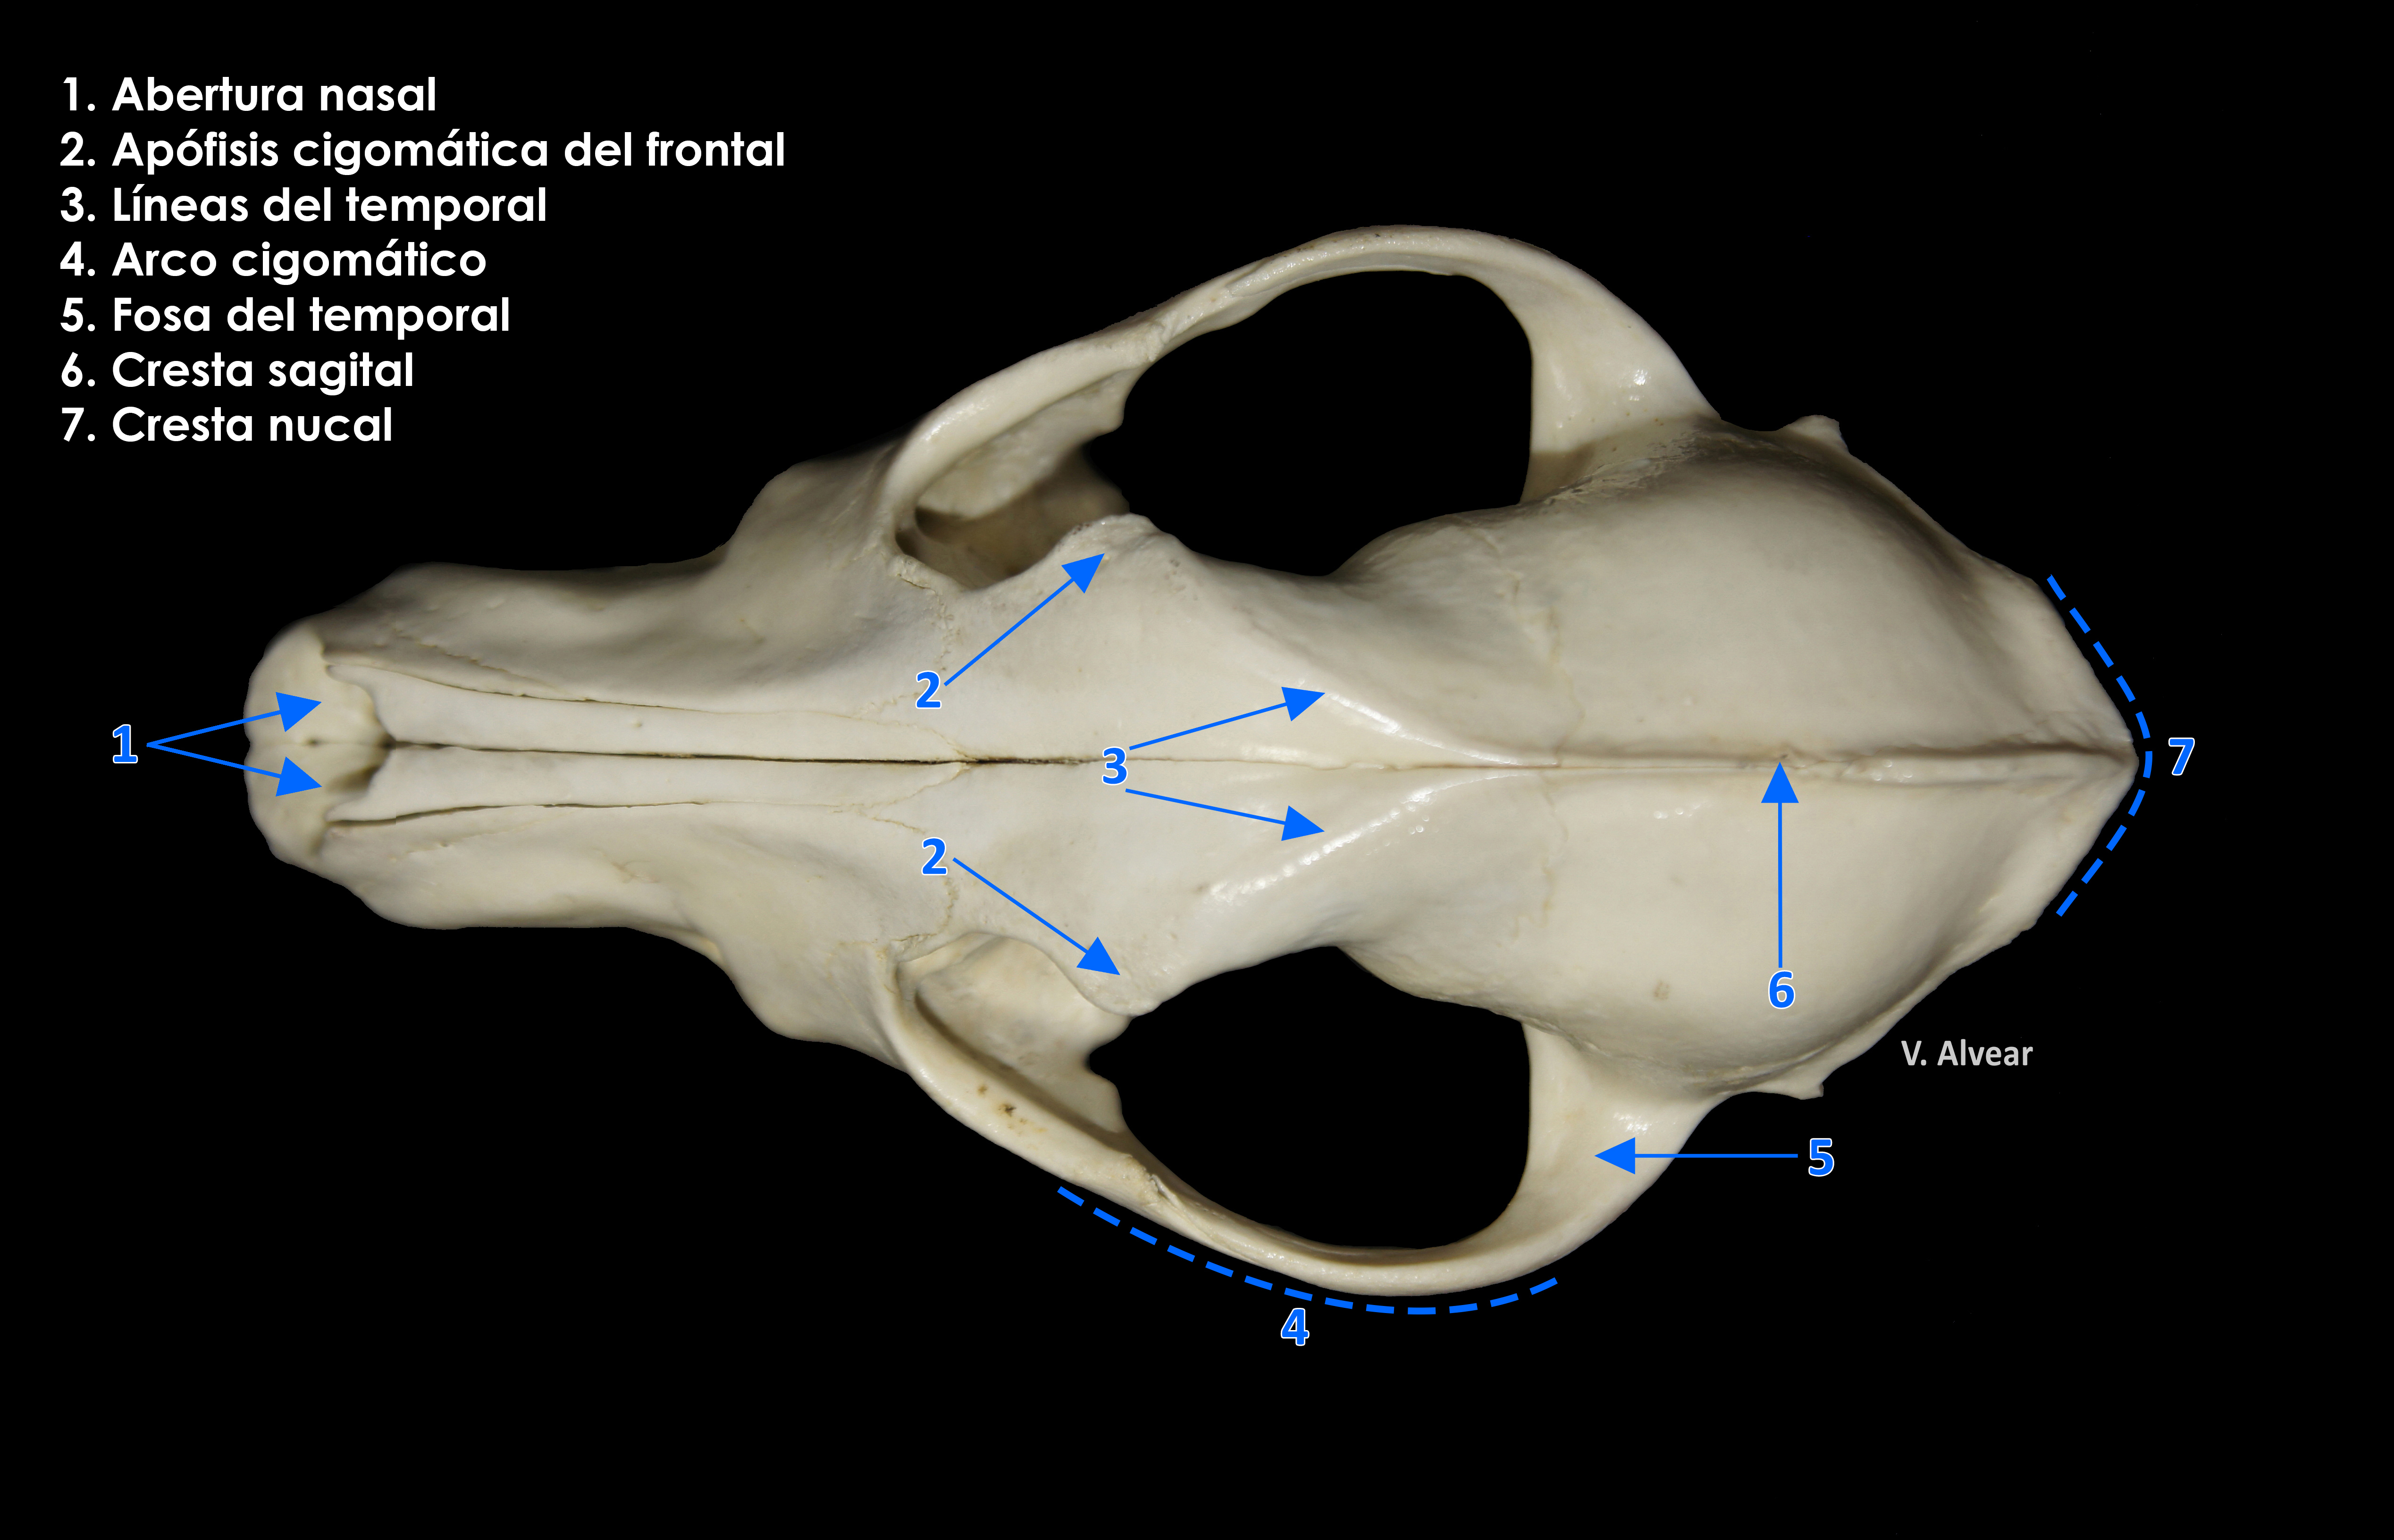 1. Abertura nasal
2. Apófisis cigomática del frontal
3. Líneas del temporal
4. Arco cigomático
5. Fosa del temporal
6. Cresta sagital
7. Cresta nucal
2
1
3
7
2
6
V. Alvear
5
4